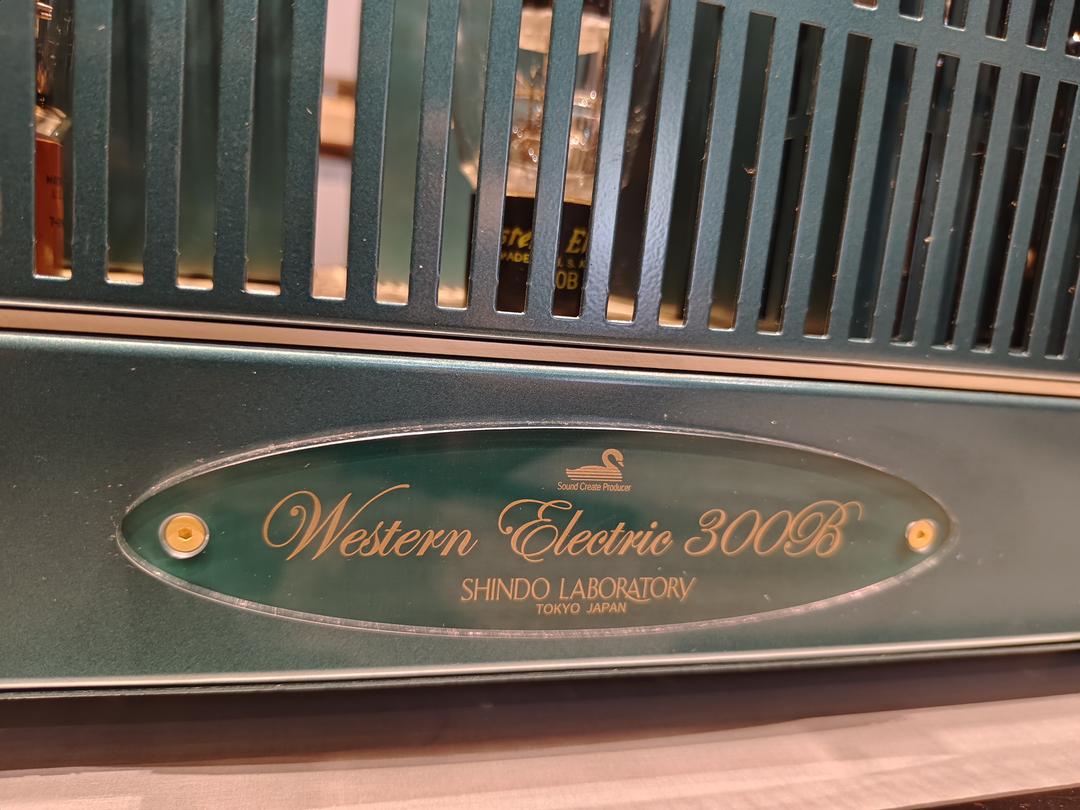 Sound Create Producer
Western Electric 300B
SHINDO LABORATORY
TOKYO JAPAN